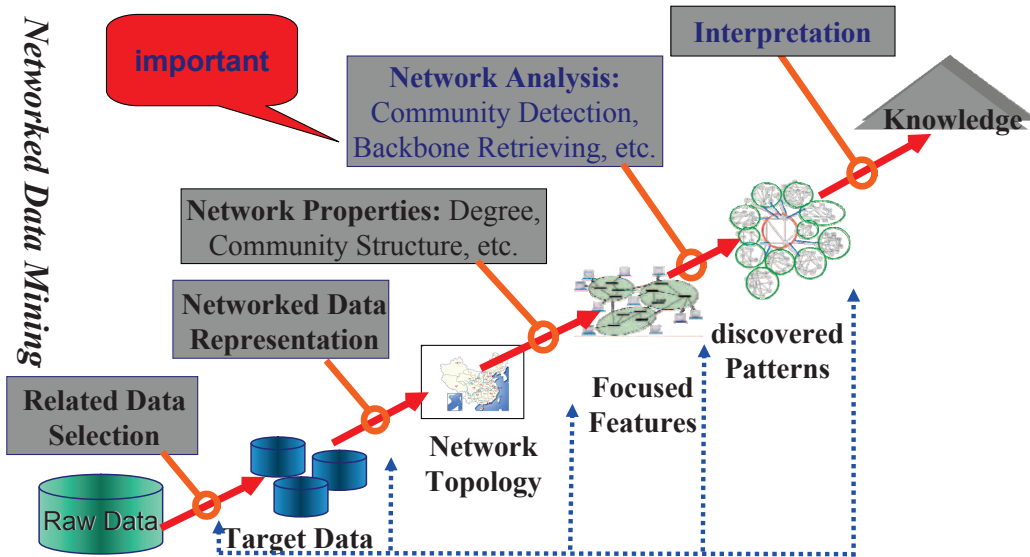 Networked Data Mining
important
Interpretation
Network Analysis:
Community Detection,
Backbone Retrieving, etc.
Knowledge
Network Properties: Degree,
Community Structure, etc.
Networked Data
Representation
discovered
Patterns
Related Data
Selection
Focused
Features
Network
Topology
Raw Data
Target Data